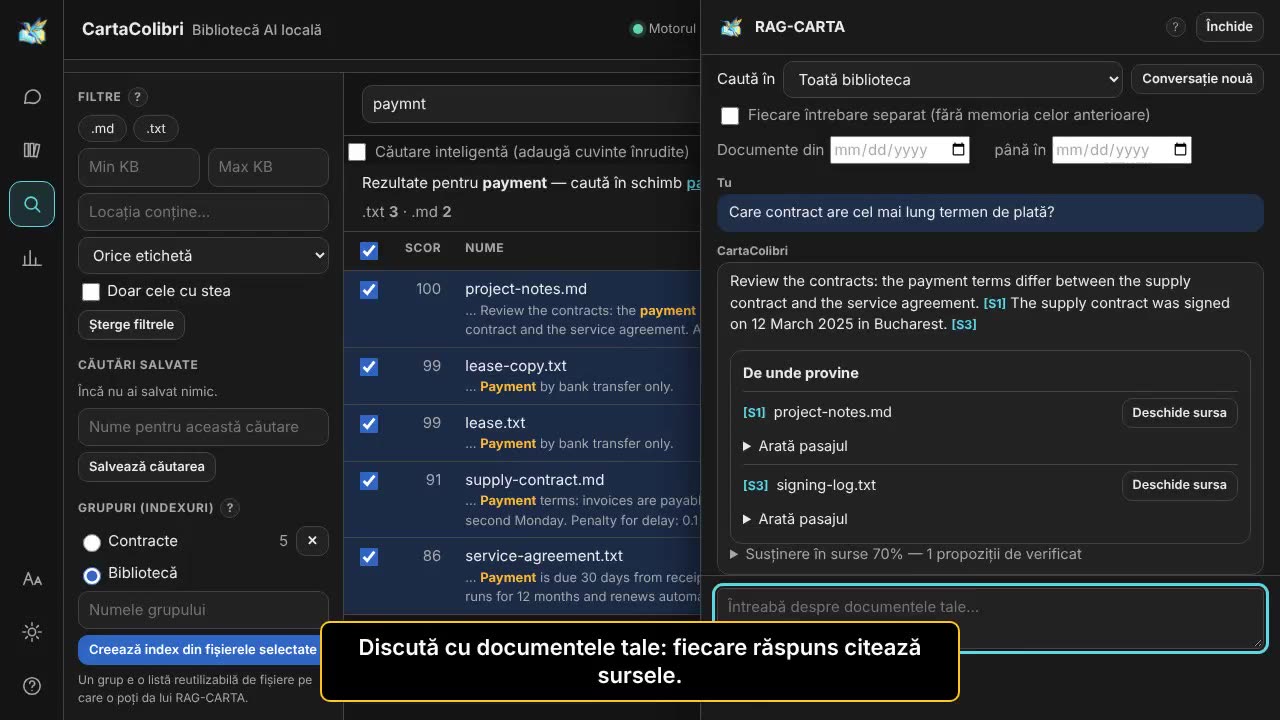 CartaColibri Bibliotecă AI locală
Motorul
FILTRE ?
.md .txt
Min KB Max KB
Locația conține...
Orice etichetă
Doar cele cu stea
Șterge filtrele
CĂUTĂRI SALVATE
Încă nu ai salvat nimic.
Nume pentru această căutare
Salvează căutarea
GRUPURI (INDEXURI) ?
Contracte 5 ×
Bibliotecă
Numele grupului
Creează index din fișierele selectate
Un grup e o listă reutilizabilă de fișiere pe
care o poți da lui RAG-CARTA.
AA
paymnt
Căutare inteligentă (adaugă cuvinte înrudite)
Rezultate pentru payment — caută în schimb pa
.txt 3 · .md 2
SCOR NUME
100 project-notes.md
... Review the contracts: the payment
contract and the service agreement. A
99 lease-copy.txt
... Payment by bank transfer only.
99 lease.txt
... Payment by bank transfer only.
91 supply-contract.md
... Payment terms: invoices are payabl
second Monday. Penalty for delay: 0.1
86 service-agreement.txt
... Payment is due 30 days from receip
runs for 12 months and renews automa
RAG-CARTA ? Închide
Caută în Toată biblioteca Conversație nouă
Fiecare întrebare separat (fără memoria celor anterioare)
Documente din mm/dd/yyyy până în mm/dd/yyyy
Tu
Care contract are cel mai lung termen de plată?
CartaColibri
Review the contracts: the payment terms differ between the supply
contract and the service agreement. [S1] The supply contract was signed
on 12 March 2025 in Bucharest. [S3]
De unde provine
[S1] project-notes.md Deschide sursa
Arată pasajul
[S3] signing-log.txt Deschide sursa
Arată pasajul
Susținere în surse 70% — 1 propoziții de verificat
Întreabă despre documentele tale...
Discută cu documentele tale: fiecare răspuns citează
sursele.